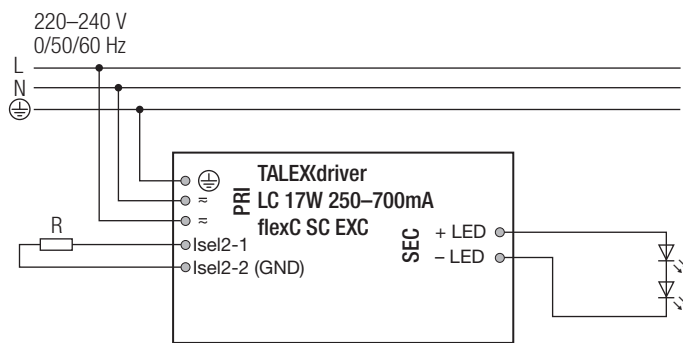 220–240 V
0/50/60 Hz
L
N
TALEXXdriver
LC 17W 250–700mA
flexC SC EXC
PRI
≈
≈
R
Isel2-1
Isel2-2 (GND)
SEC
+ LED
– LED